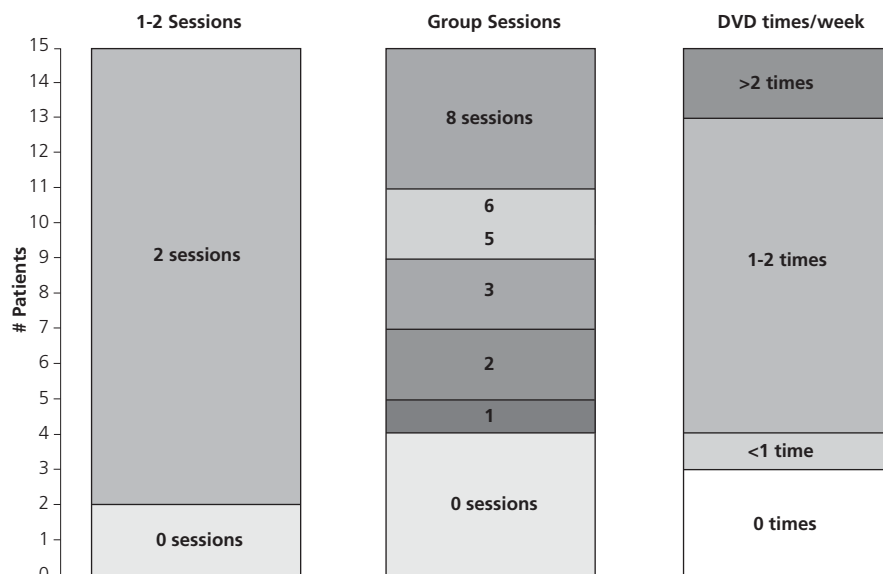 1-2 Sessions
Group Sessions
DVD times/week
# Patients
15
14
13
12
11
10
9
8
7
6
5
4
3
2
1
0
2 sessions
0 sessions
8 sessions
6
5
3
2
1
0 sessions
>2 times
1-2 times
<1 time
0 times